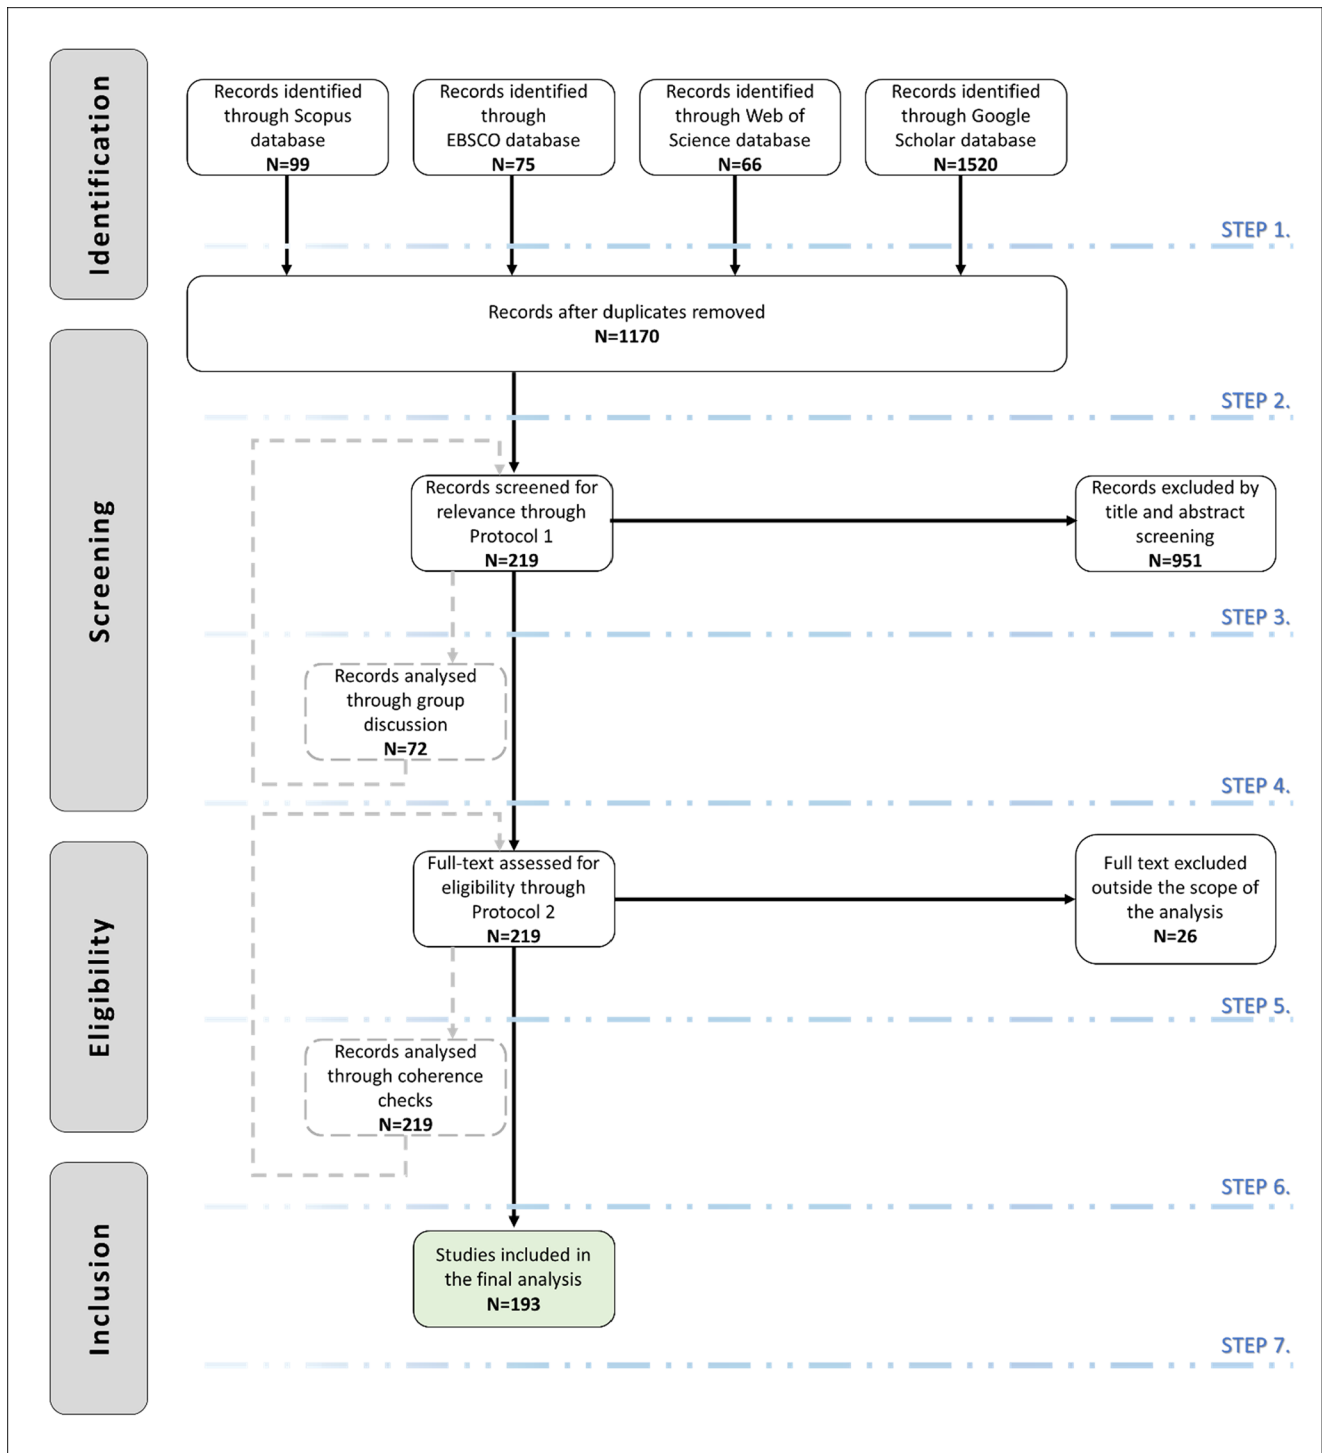 Identification
Records identified
through Scopus
database
N=99
Records identified
through
EBSCO database
N=75
Records identified
through Web of
Science database
N=66
Records identified
through Google
Scholar database
N=1520
STEP 1.
Records after duplicates removed
N=1170
Screening
STEP 2.
Records screened for
relevance through
Protocol 1
N=219
Records excluded by
title and abstract
screening
N=951
STEP 3.
Records analysed
through group
discussion
N=72
STEP 4.
Eligibility
Full-text assessed for
eligibility through
Protocol 2
N=219
Full text excluded
outside the scope of
the analysis
N=26
STEP 5.
Records analysed
through coherence
checks
N=219
STEP 6.
Inclusion
Studies included in
the final analysis
N=193
STEP 7.